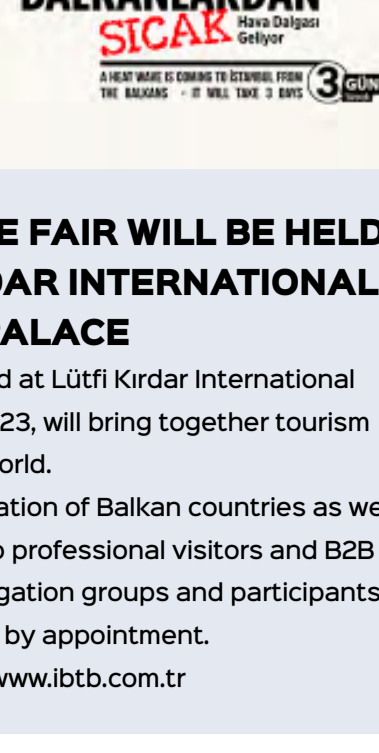 BALKANLARDAN
SICAK Hava Dalgası
Geliyor
A HEAT WAVE IS COMING TO İSTANBUL FROM
THE BALKANS - IT WILL TAKE 3 DAYS
3 GÜN
E FAIR WILL BE HELD
DAR INTERNATIONAL
PALACE
d at Lütfi Kırdar International
23, will bring together tourism
orld.
ation of Balkan countries as we
o professional visitors and B2B
gation groups and participants
by appointment.
www.ibtb.com.tr